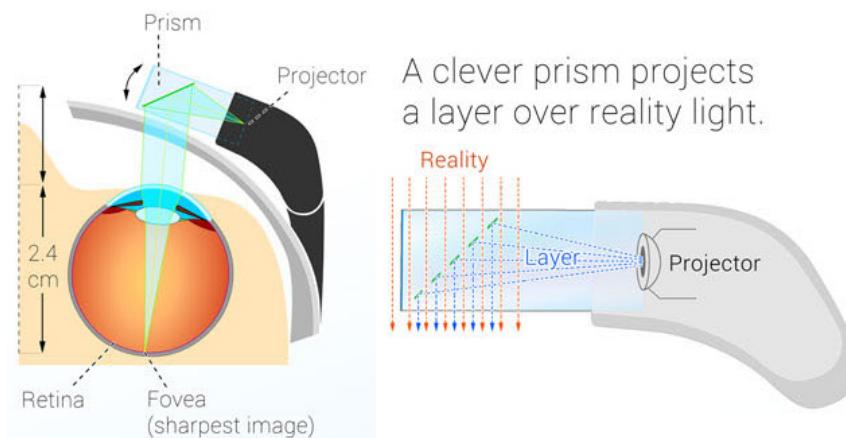 Prism
Projector
2.4
cm
Retina
Fovea
(sharpest image)
A clever prism projects
a layer over reality light.
Reality
Layer
Projector